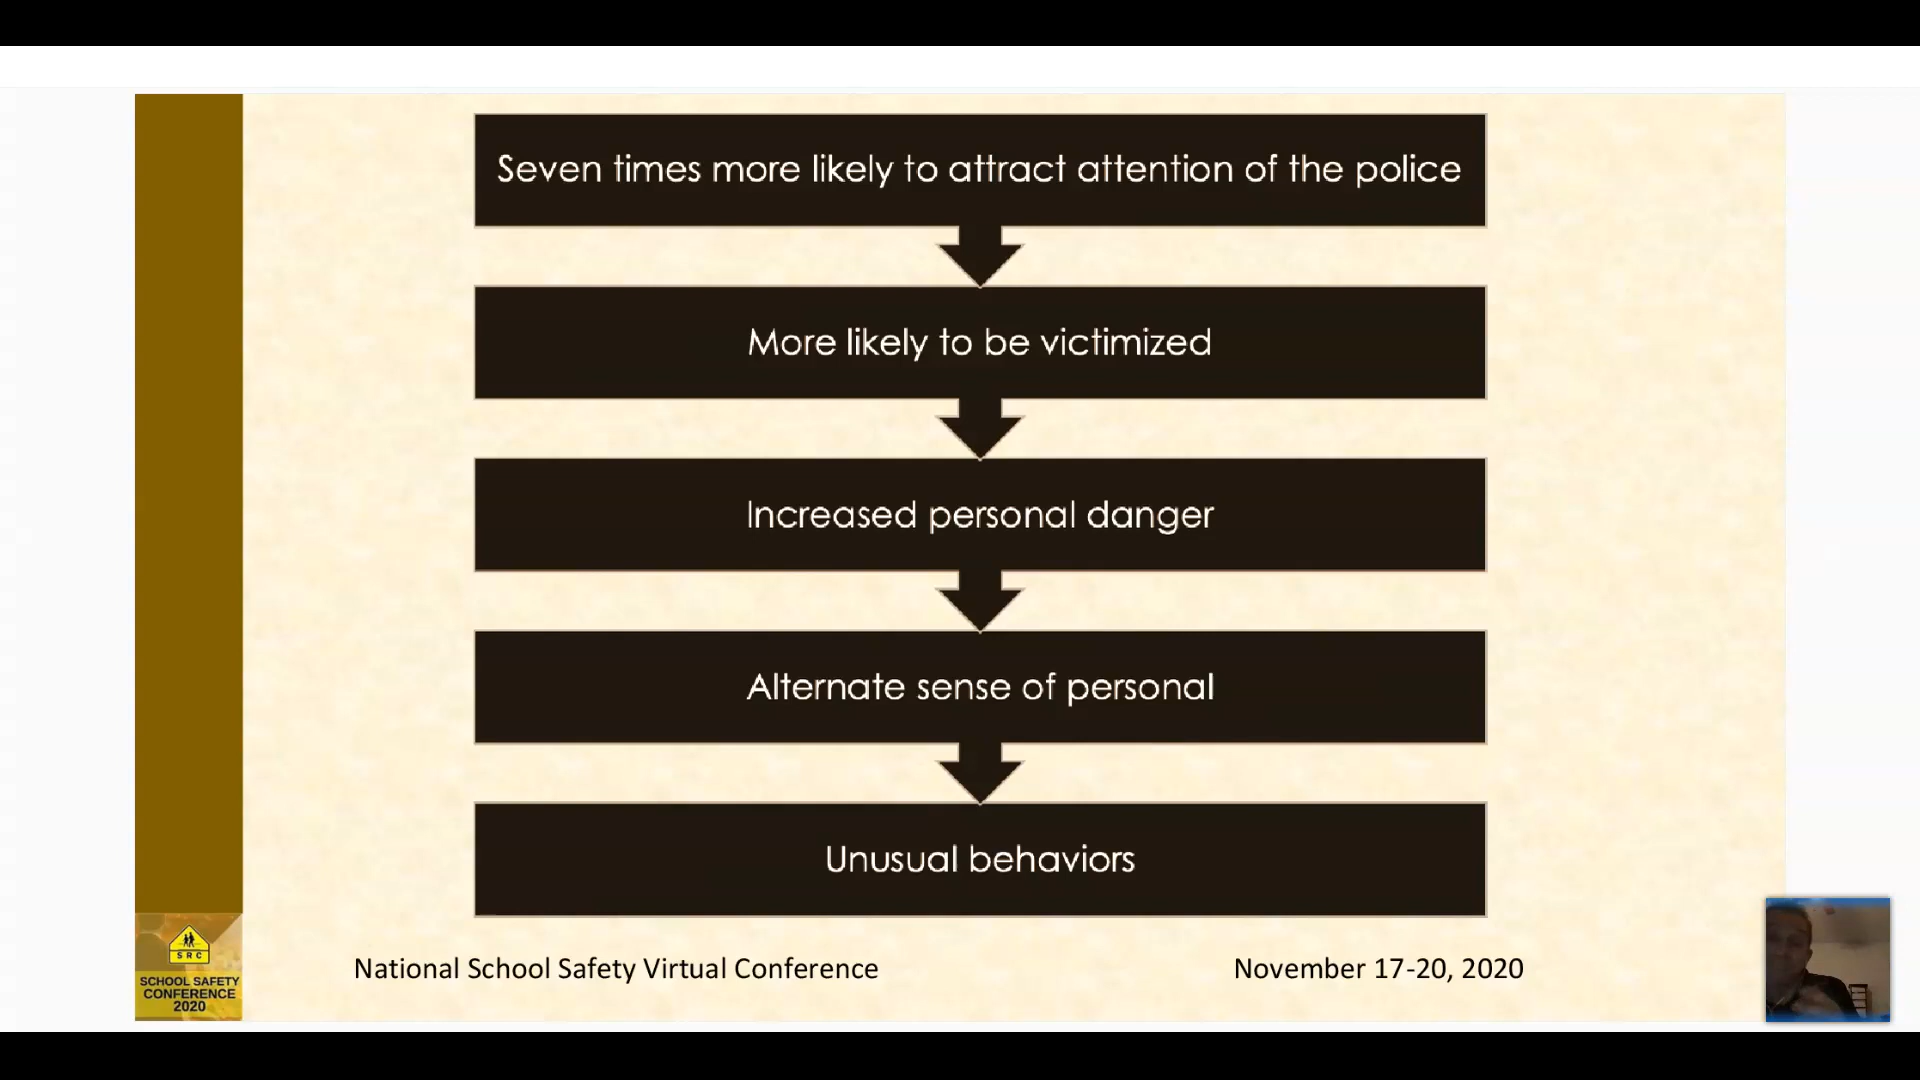 Seven times more likely to attract attention of the police
More likely to be victimized
Increased personal danger
Alternate sense of personal
Unusual behaviors
SRC
SCHOOL SAFETY
CONFERENCE
2020
National School Safety Virtual Conference
November 17-20, 2020